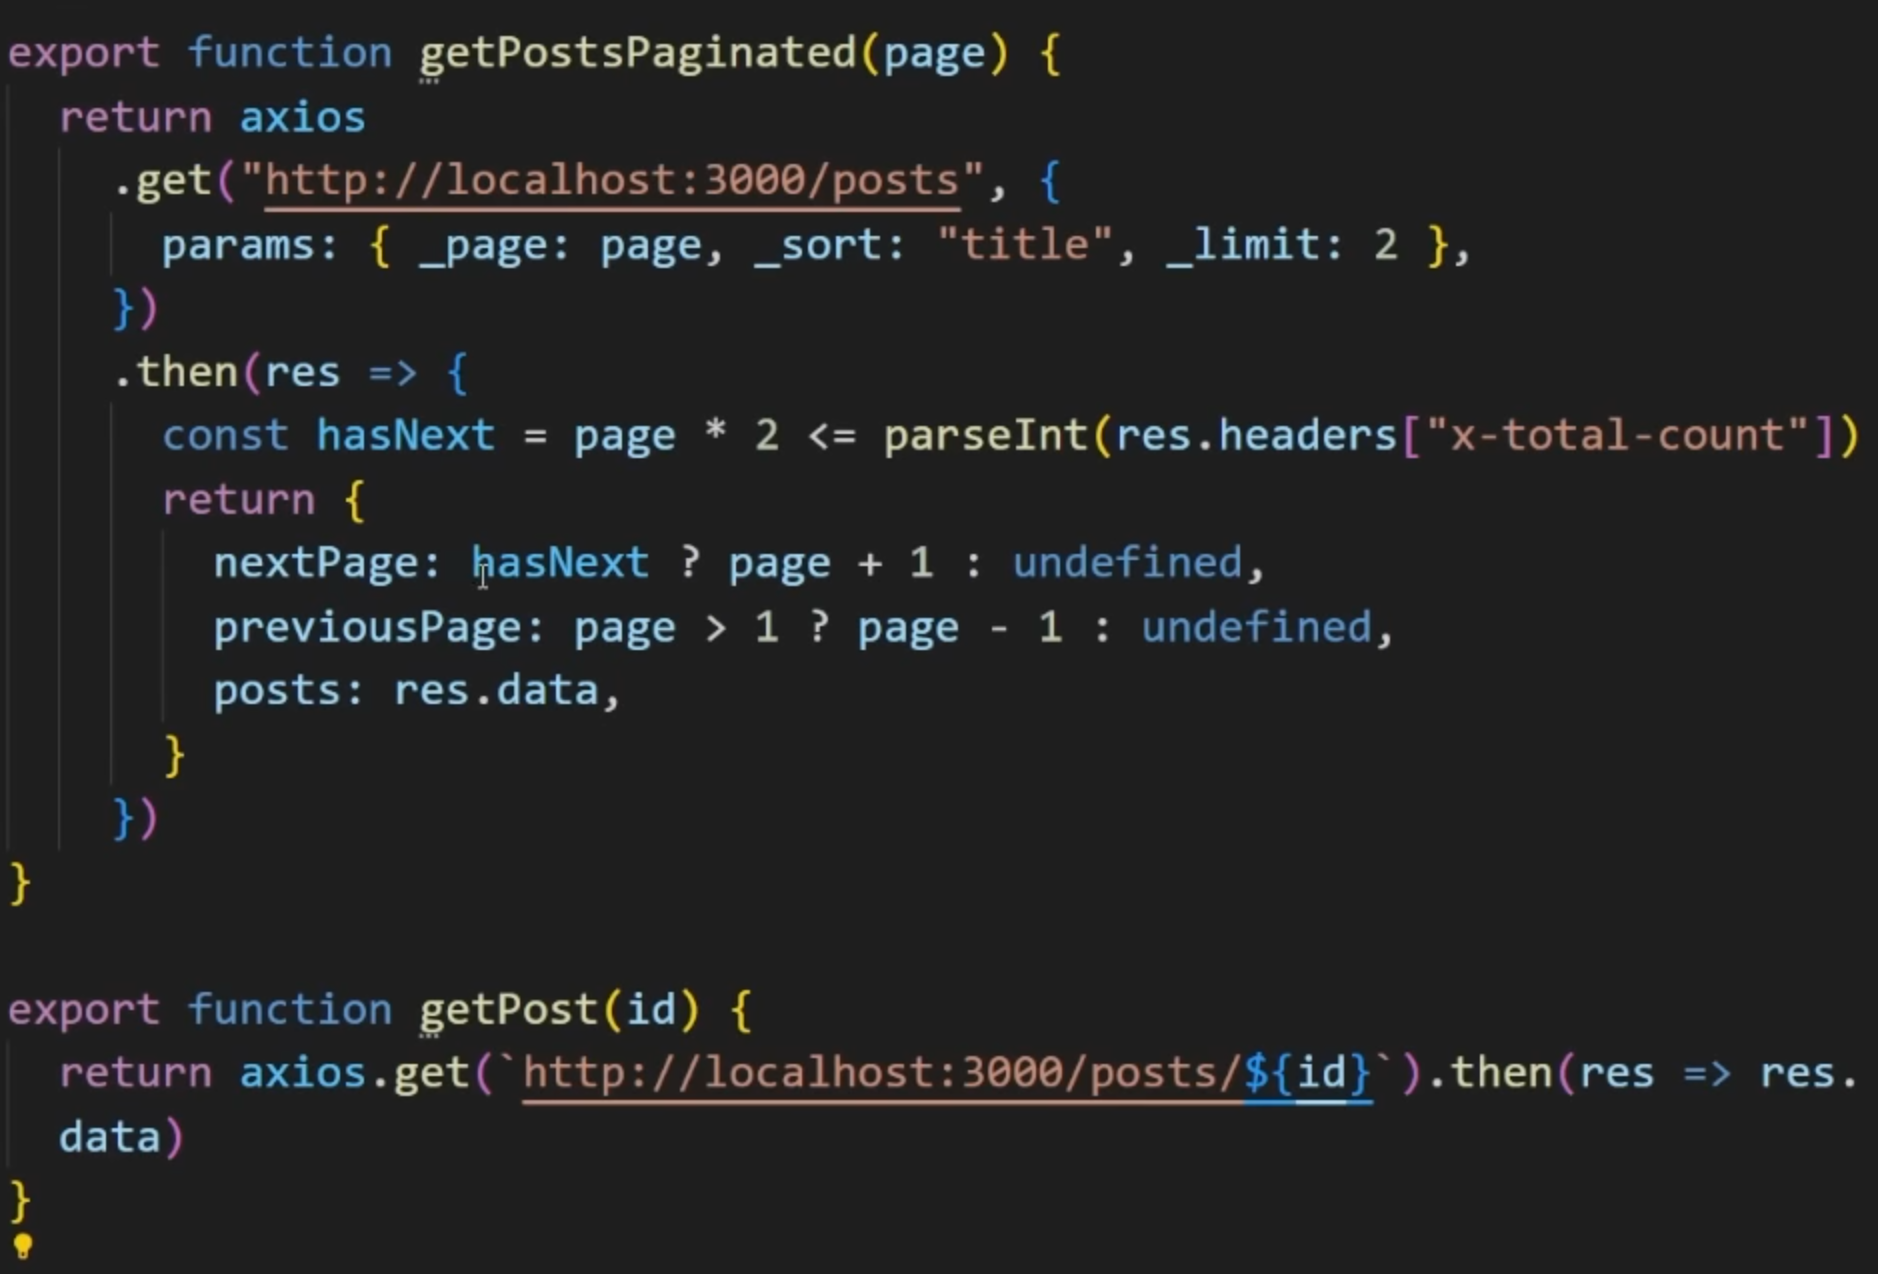 export function getPostsPaginated(page) {
  return axios
    .get("http://localhost:3000/posts", {
      params: { _page: page, _sort: "title", _limit: 2 },
    })
    .then(res => {
      const hasNext = page * 2 <= parseInt(res.headers["x-total-count"])
      return {
        nextPage: hasNext ? page + 1 : undefined,
        previousPage: page > 1 ? page - 1 : undefined,
        posts: res.data,
      }
    })
}

export function getPost(id) {
  return axios.get(`http://localhost:3000/posts/${id}`).then(res => res.
  data)
}